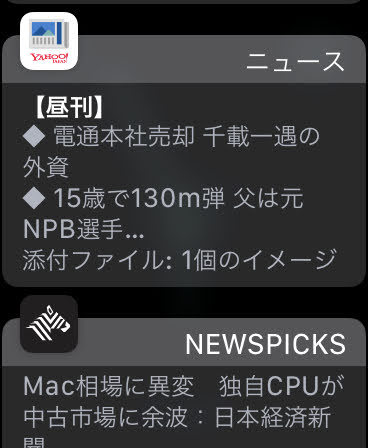 YAHOO!
JAPAN
ニュース
【昼刊】
◆ 電通本社売却 千載一遇の
外資
◆ 15歳で130m弾 父は元
NPB選手...
添付ファイル: 1個のイメージ
NEWSPICKS
Mac相場に異変　独自CPUが
中古市場に余波：日本経済新
聞